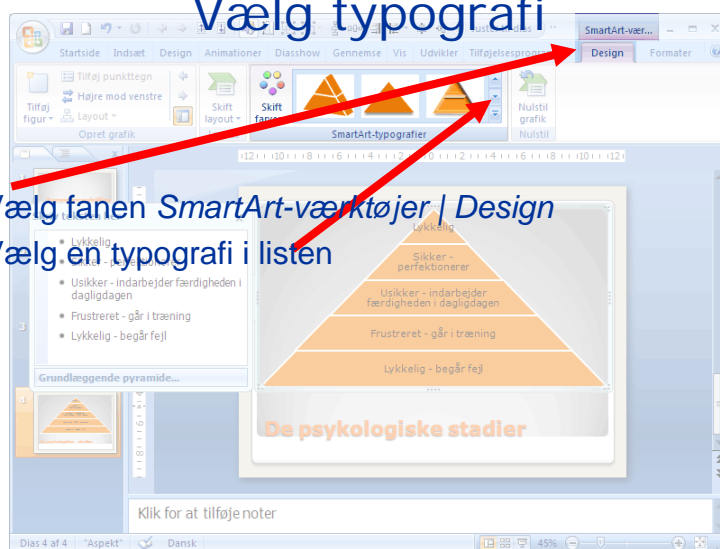 Vælg typografi
SmartArt-vær...
Startside Indsæt Design Animationer Diasshow Gennemse Vis Udvikler Tilføjelsesprogram Design Formater
Tilføj punkttegn
Højre mod venstre
Layout
Tilføj figur
Skift layout
Skift farver
Nulstil grafik
Opret grafik
SmartArt-typografier
Nulstil
Vælg fanen SmartArt-værktøjer | Design
Vælg en typografi i listen
Lykkelig
Usikker - indarbejder færdigheden i dagligdagen
Frustreret - går i træning
Lykkelig - begår fejl
Grundlæggende pyramide...
Lykkelig
Sikker -
perfektionerer
Usikker - indarbejder
færdigheden i dagligdagen
Frustreret - går i træning
Lykkelig - begår fejl
De psykologiske stadier
3
4
Klik for at tilføje noter
Dias 4 af 4 "Aspekt" Dansk 45%